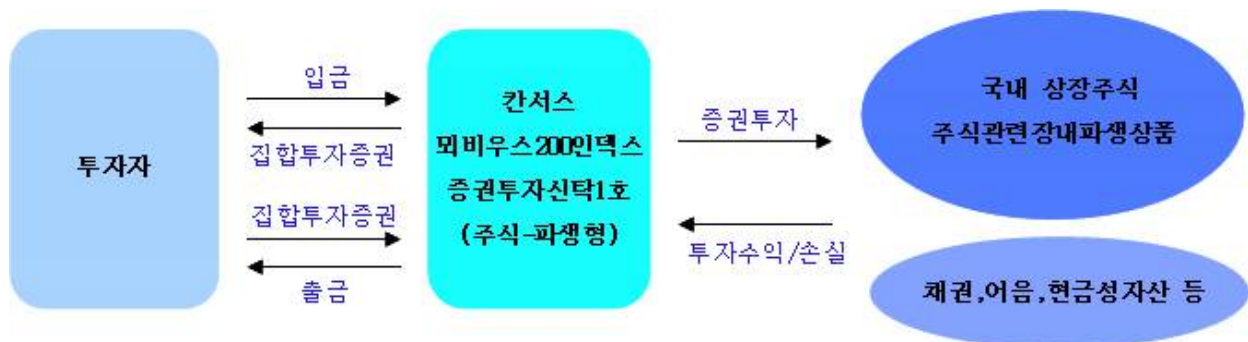 투자자
입금
집합투자증권
집합투자증권
출금
칸서스
뫼비우스200인덱스
증권투자신탁1호
(주식-파생형)
증권투자
투자수익/손실
국내 상장주식
주식관련장내파생상품
채권,어음,현금성자산 등